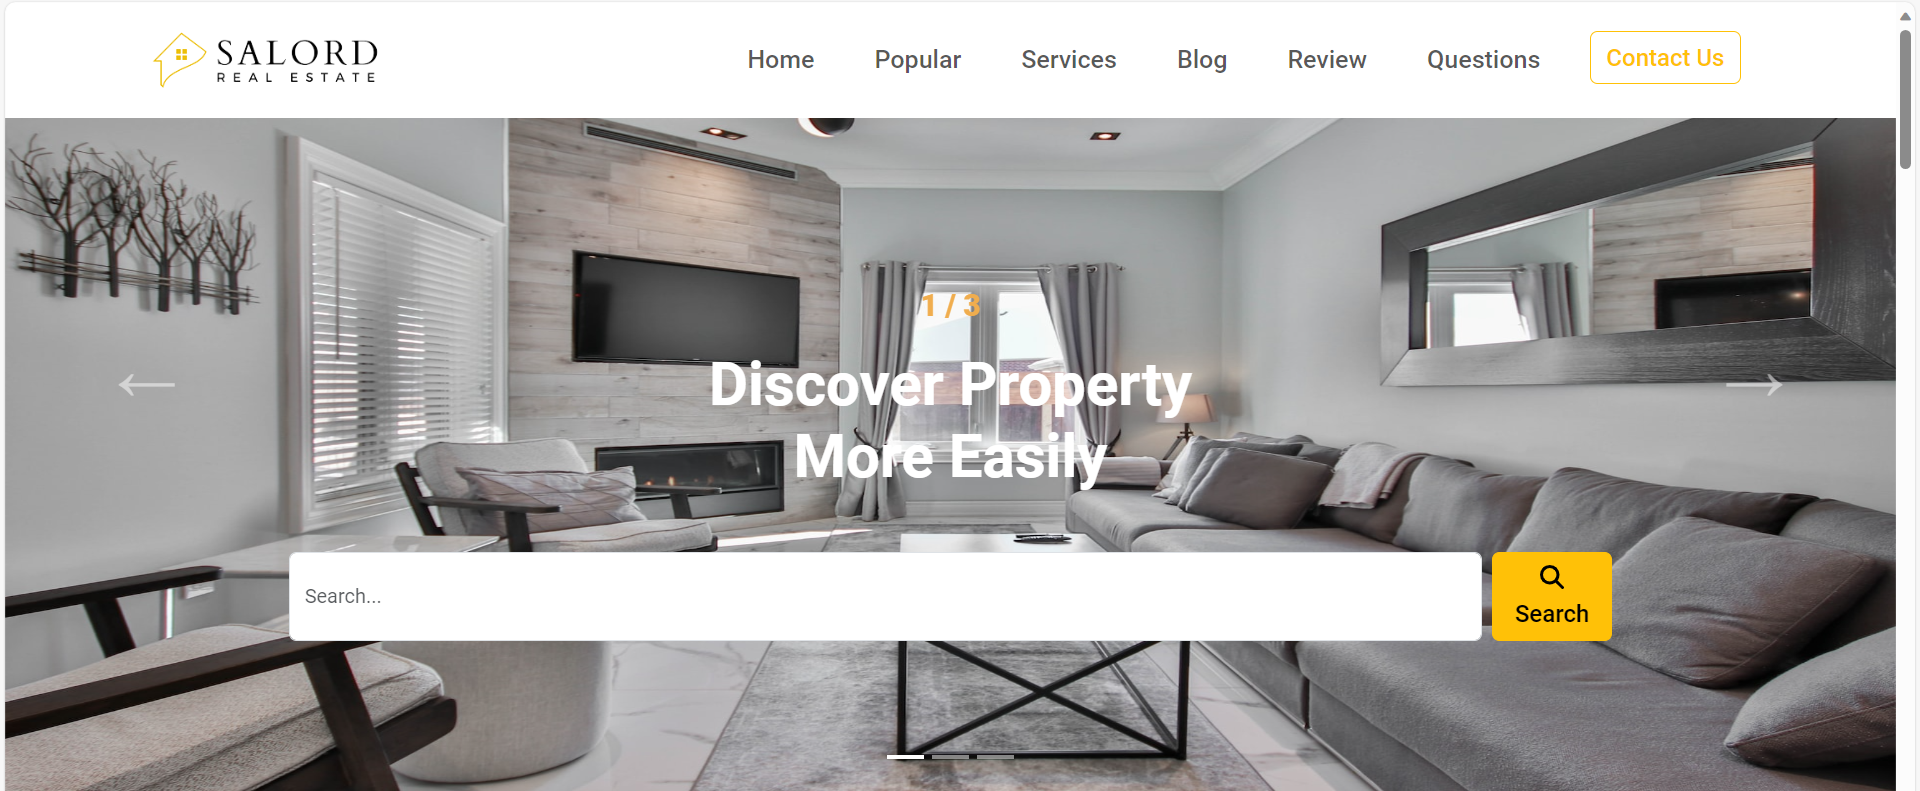 SALORD
REAL ESTATE
Home
Popular
Services
Blog
Review
Questions
Contact Us
1 / 3
Discover Property
More Easily
Search...
Search